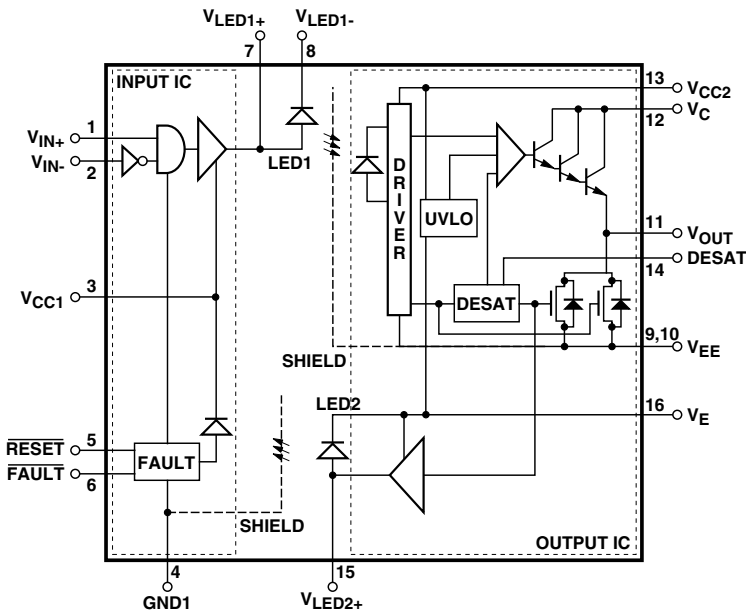 VLED1+
VLED1-
7
8
INPUT IC
13
VCC2
12
VC
VIN+
1
VIN-
2
LED1
DRIVER
UVLO
11
VOUT
DESAT
14
3
VCC1
DESAT
9,10
VEE
SHIELD
LED2
16
VE
RESET
5
FAULT
FAULT
6
SHIELD
OUTPUT IC
4
15
GND1
VLED2+